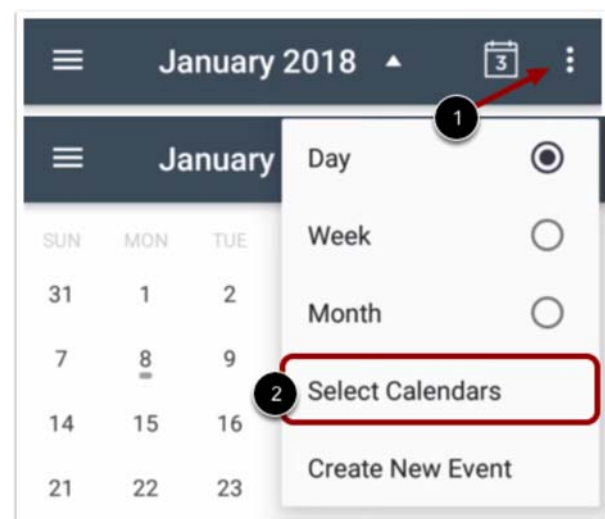 January 2018
3
1
January
Day
SUN MON TUE
Week
31 1 2
Month
7 8 9
2 Select Calendars
14 15 16
Create New Event
21 22 23